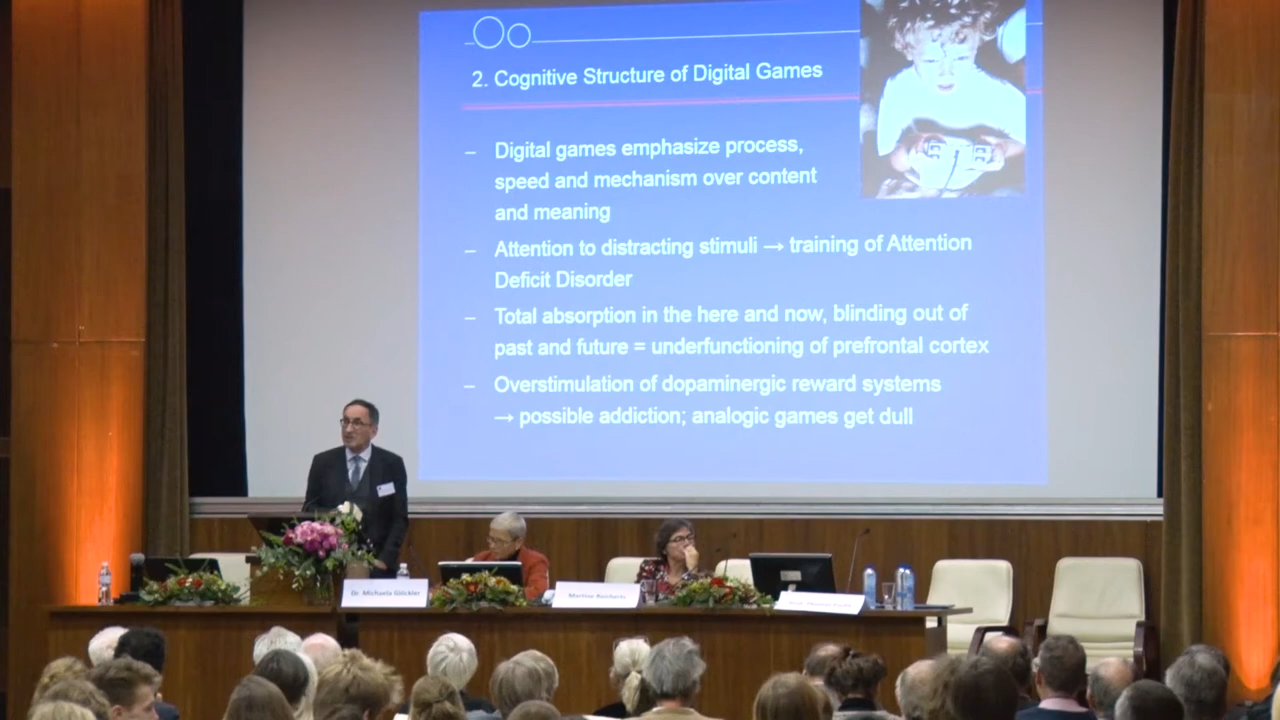 2. Cognitive Structure of Digital Games
– Digital games emphasize process,
speed and mechanism over content
and meaning
– Attention to distracting stimuli → training of Attention
Deficit Disorder
– Total absorption in the here and now, blinding out of
past and future = underfunctioning of prefrontal cortex
– Overstimulation of dopaminergic reward systems
→ possible addiction; analogic games get dull
Dr. Michaela Glöckler